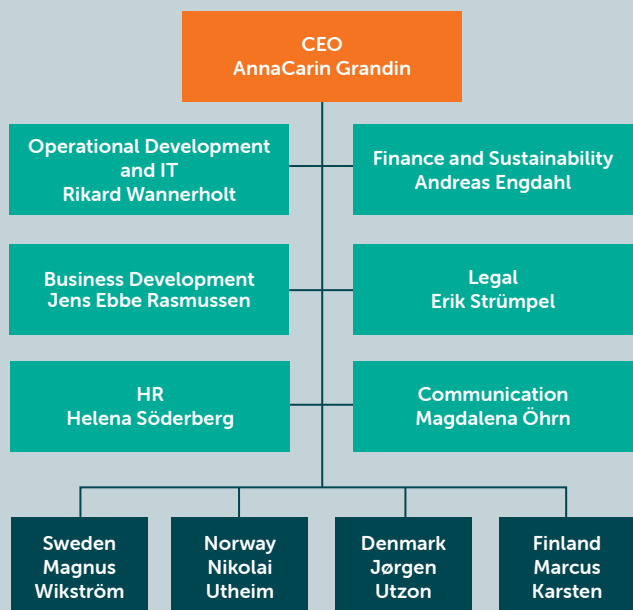 CEO
AnnaCarin Grandin
Operational Development
and IT
Rikard Wannerholt
Finance and Sustainability
Andreas Engdahl
Business Development
Jens Ebbe Rasmussen
Legal
Erik Strümpel
HR
Helena Söderberg
Communication
Magdalena Öhrn
Sweden
Magnus
Wikström
Norway
Nikolai
Utheim
Denmark
Jørgen
Utzon
Finland
Marcus
Karsten